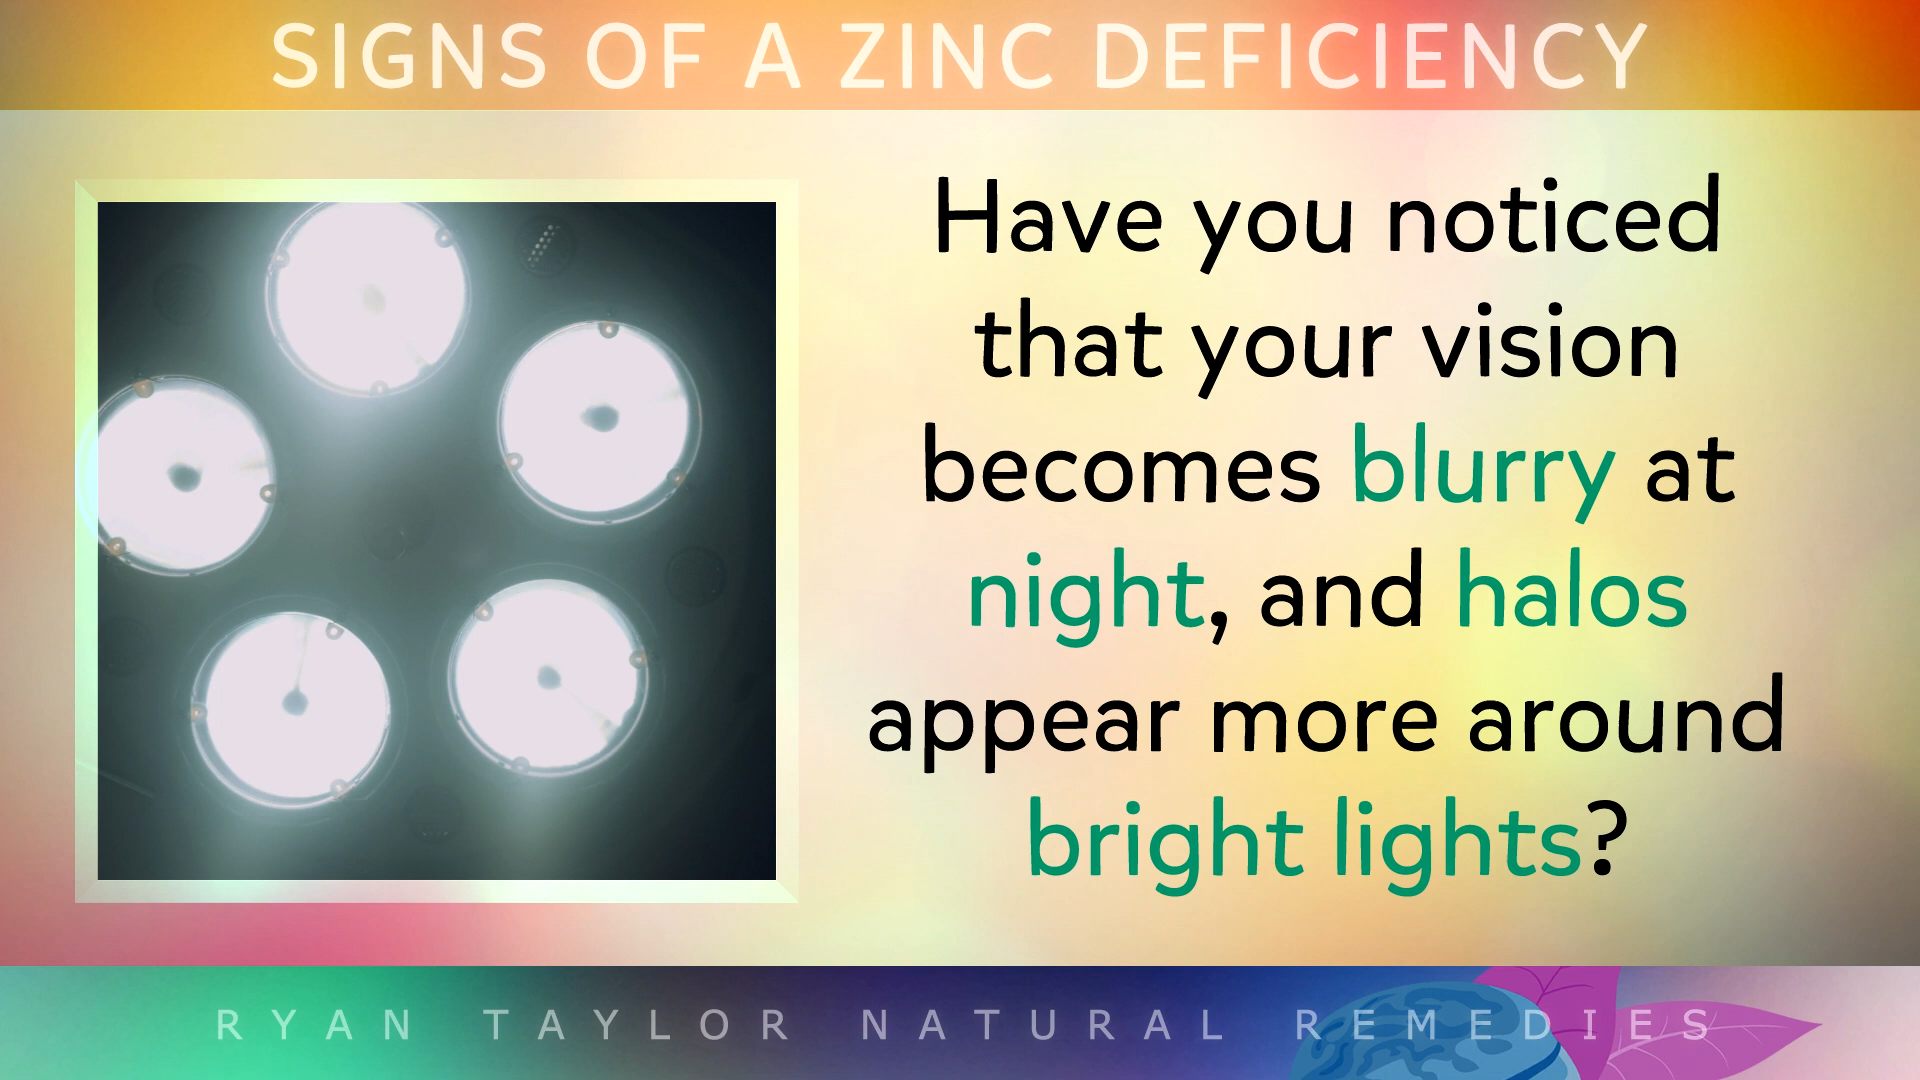 SIGNS OF A ZINC DEFICIENCY
Have you noticed
that your vision
becomes blurry at
night, and halos
appear more around
bright lights?
RYAN TAYLOR NATURAL REMEDIES